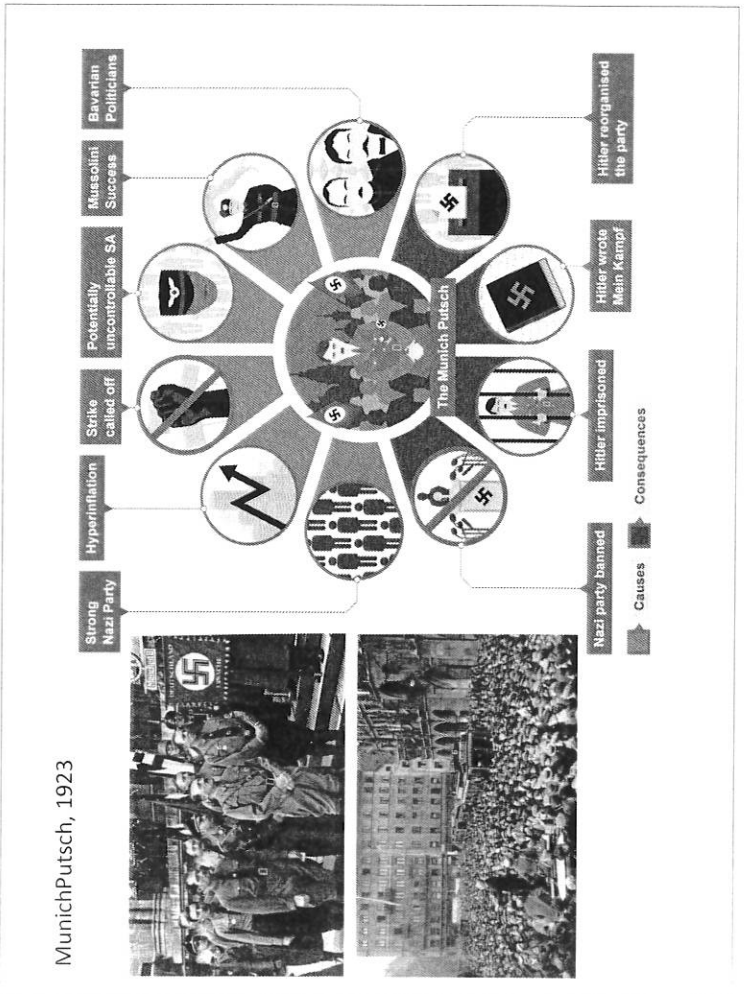 MunichPutsch, 1923
Strong
Nazi Party
Hyperinflation
Strike
called off
Potentially
uncontrollable SA
Mussolini
Success
Bavarian
Politicians
The Munich Putsch
Nazi party banned
Hitler imprisoned
Hitler wrote
Mein Kampf
Hitler reorganised
the party
Causes
Consequences